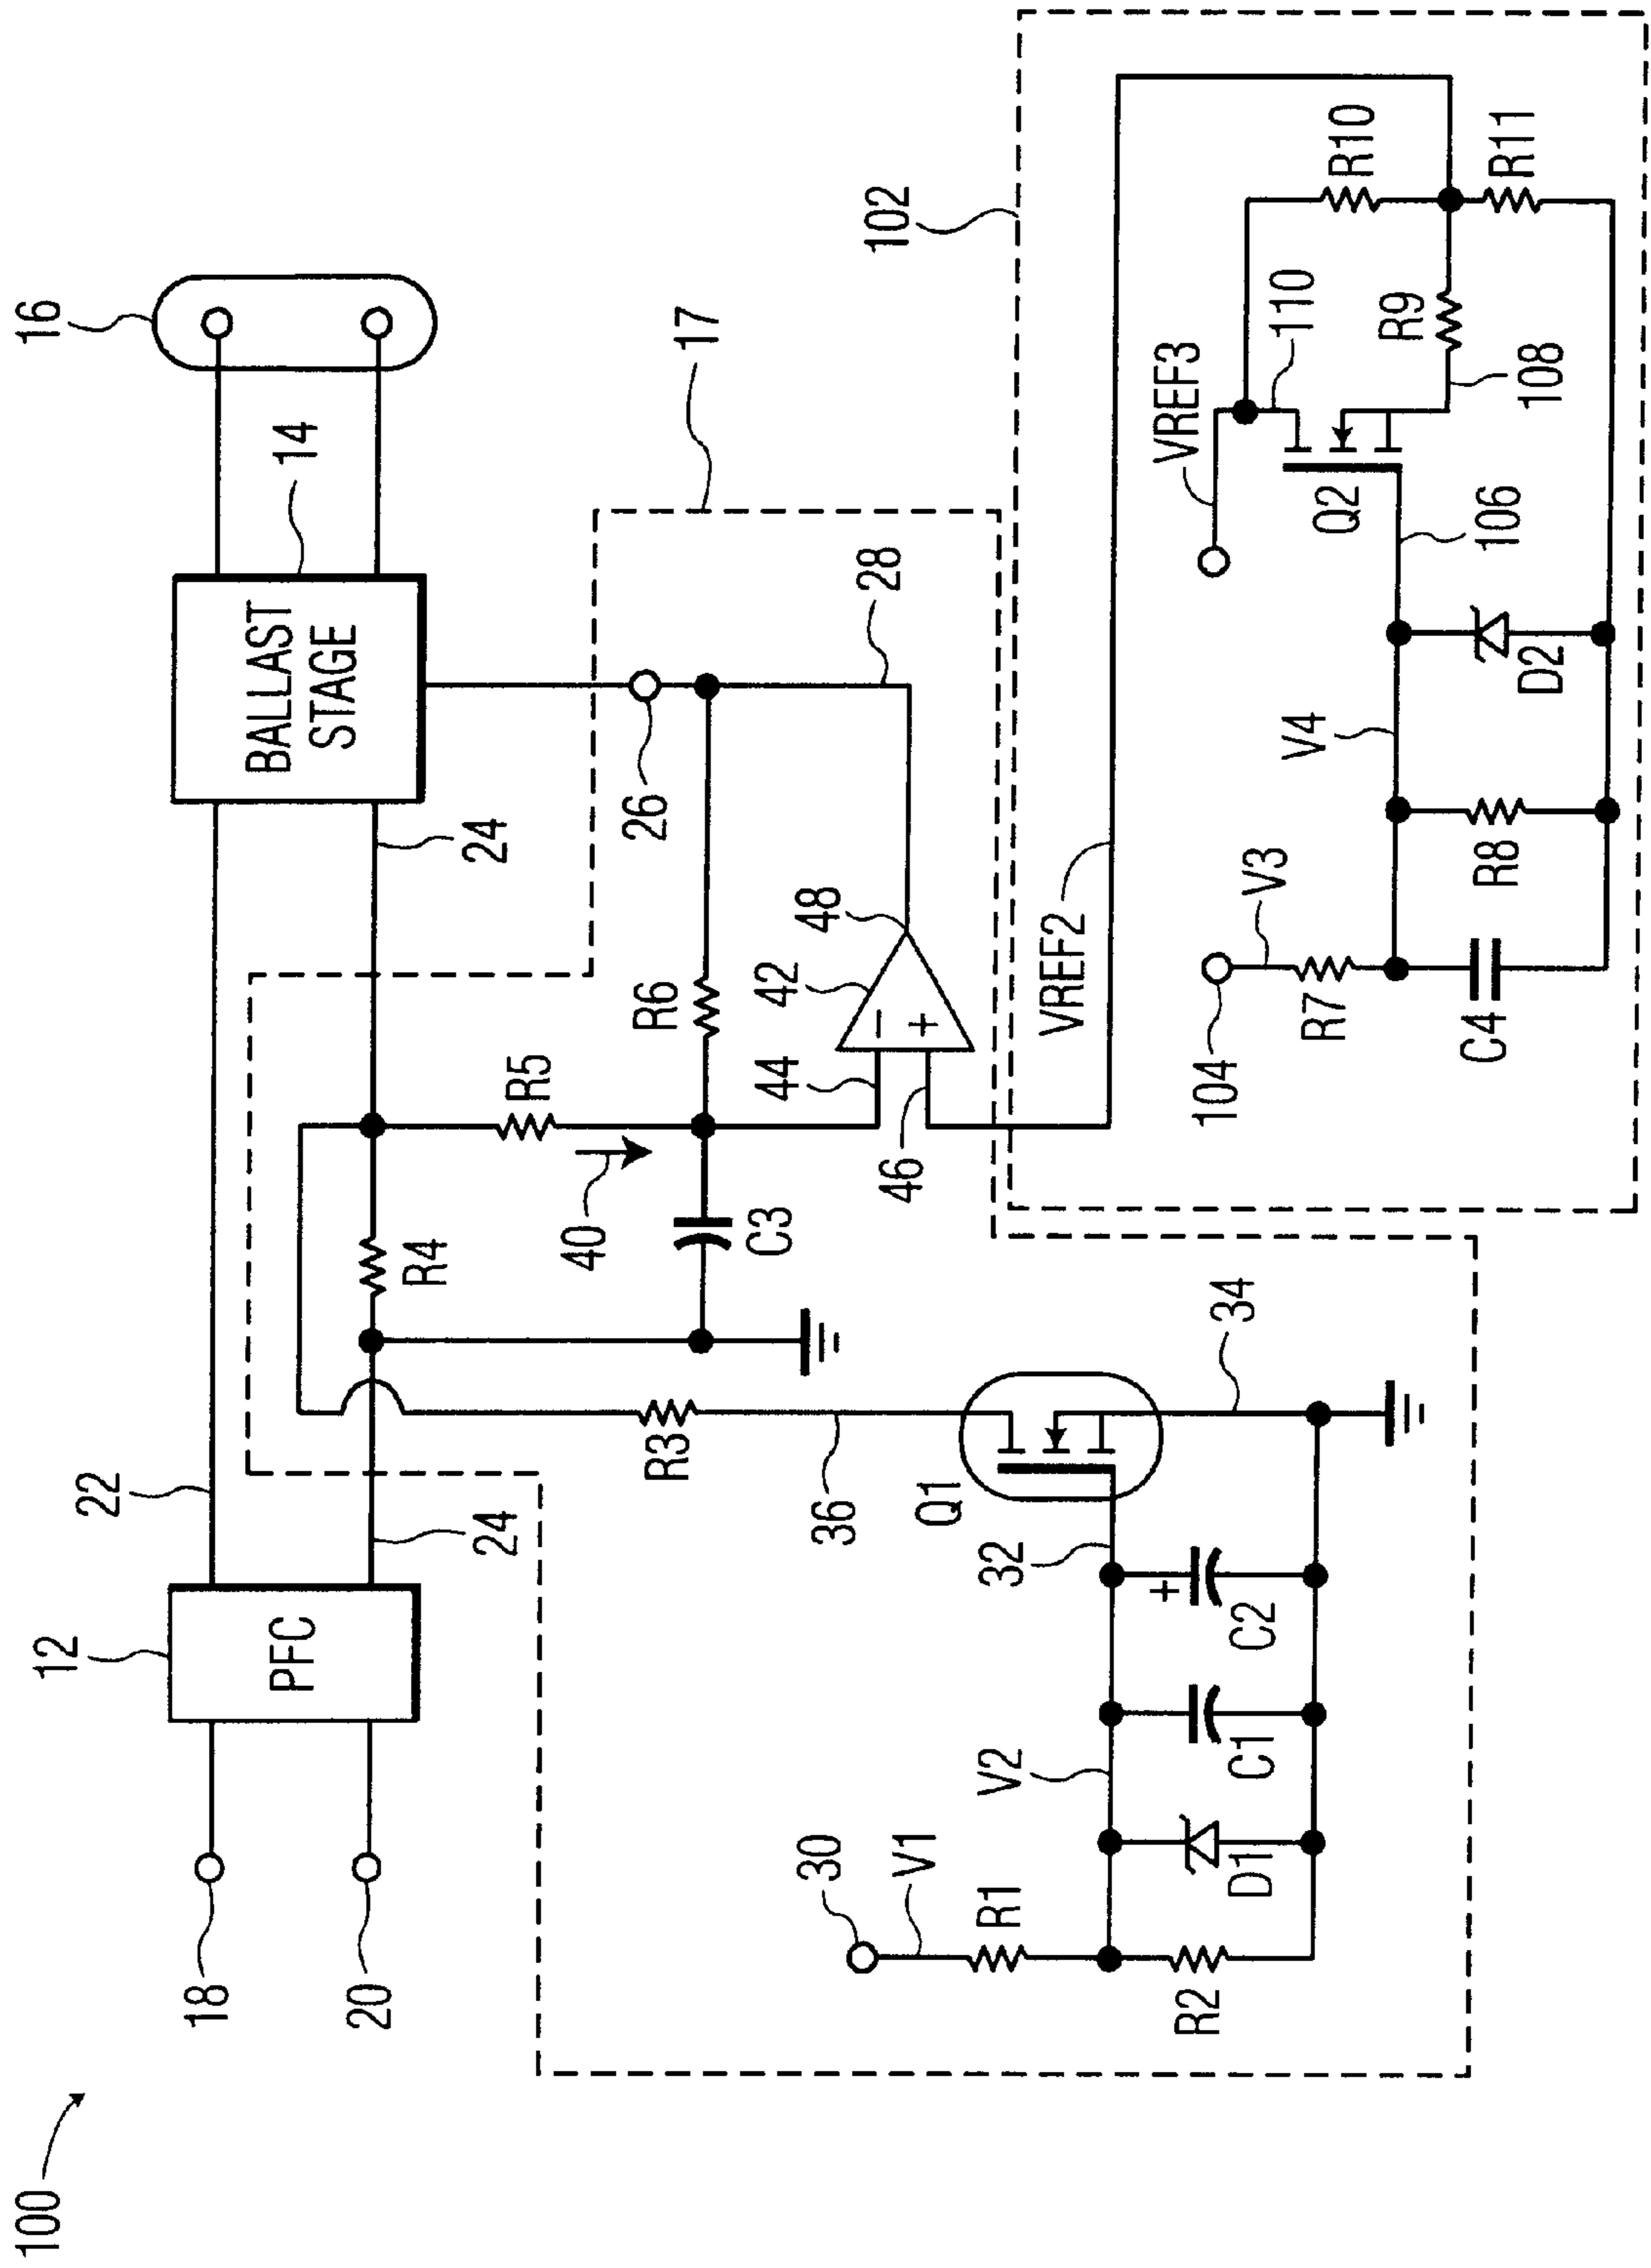 100
12
PFC
18
20
22
24
24
14
BALLAST
STAGE
16
17
R4
R5
40
C3
R6
26
28
42
44
46
48
R3
36
Q1
32
34
30
V1
R1
R2
V2
D1
C1
C2
+
−
+
102
VREF2
104
V3
R7
C4
R8
V4
D2
106
Q2
VREF3
110
108
R9
R10
R11